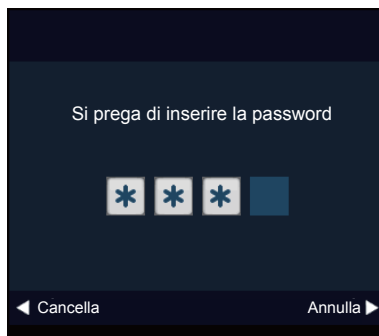 Si prega di inserire la password
* * *
◀ Cancella Annulla ▶